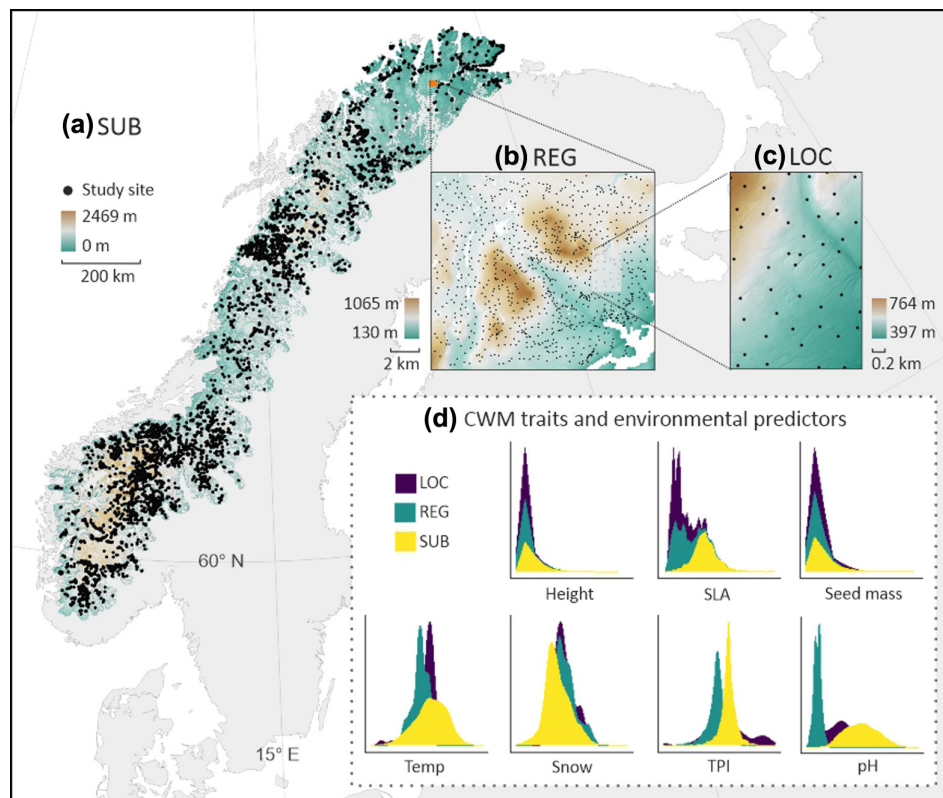 (a) SUB
Study site
2469 m
0 m
200 km
(b) REG
1065 m
130 m
2 km
(c) LOC
764 m
397 m
0.2 km
60° N
15° E
(d) CWM traits and environmental predictors
LOC
REG
SUB
Height
SLA
Seed mass
Temp
Snow
TPI
pH